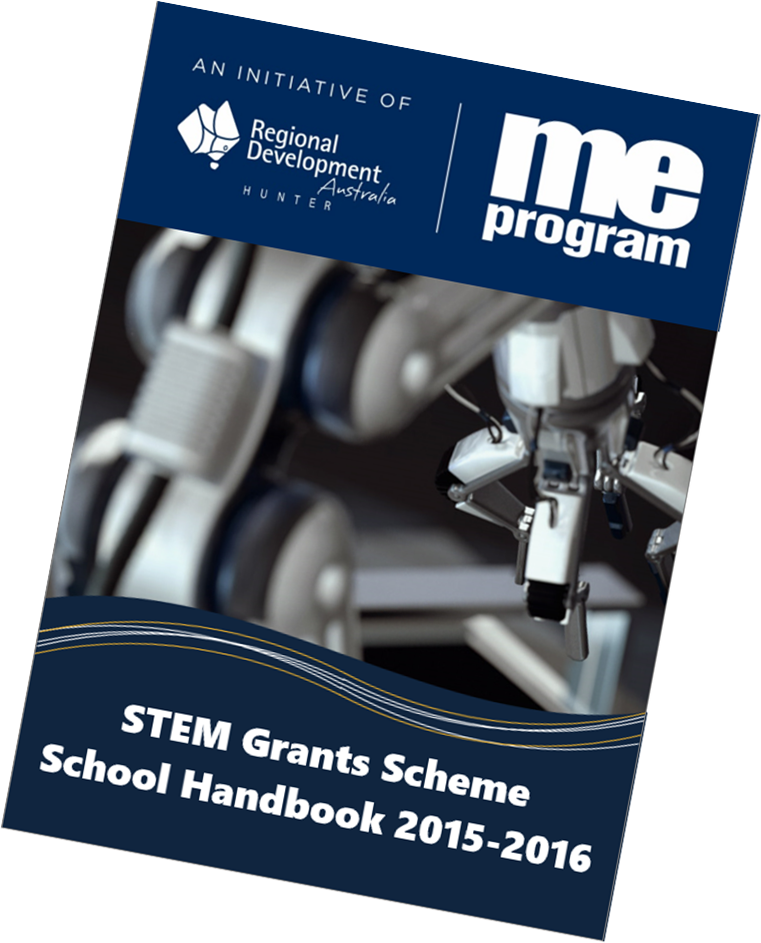 AN INITIATIVE OF
Regional
Development
Australia
HUNTER
me
program
STEM Grants Scheme
School Handbook 2015-2016